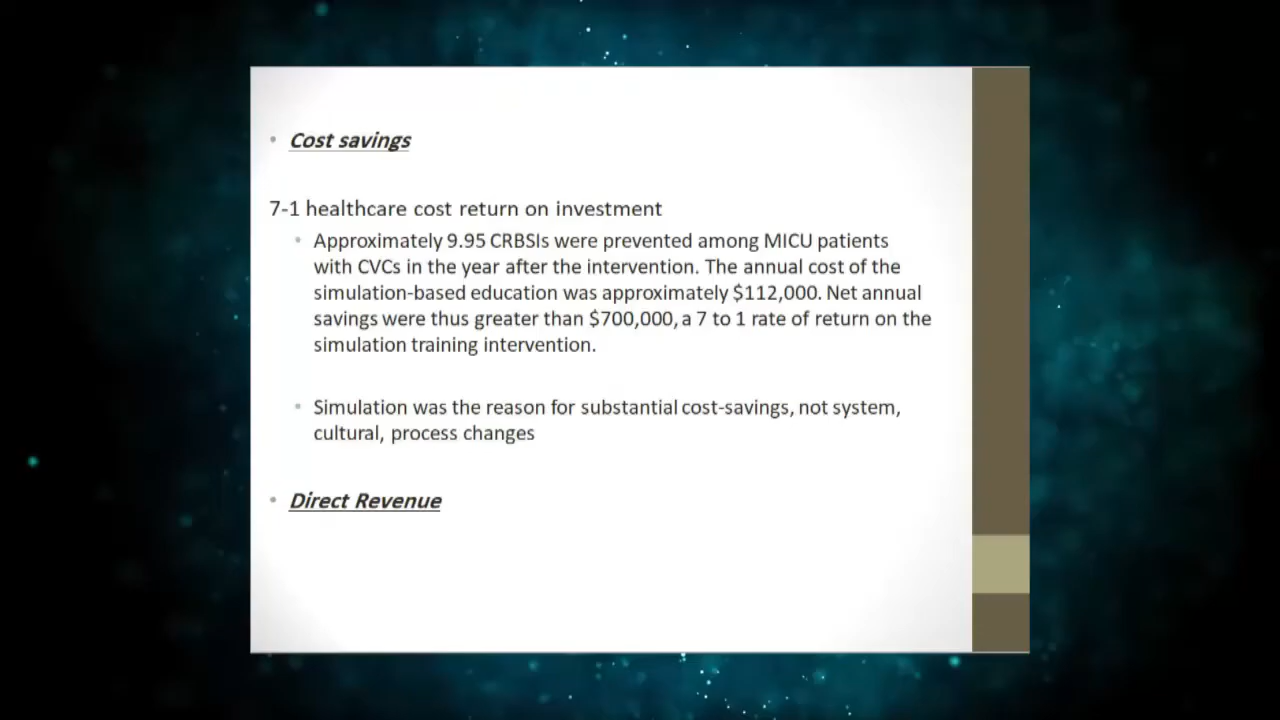 • Cost savings
7-1 healthcare cost return on investment
• Approximately 9.95 CRBSIs were prevented among MICU patients
with CVCs in the year after the intervention. The annual cost of the
simulation-based education was approximately $112,000. Net annual
savings were thus greater than $700,000, a 7 to 1 rate of return on the
simulation training intervention.
• Simulation was the reason for substantial cost-savings, not system,
cultural, process changes
• Direct Revenue